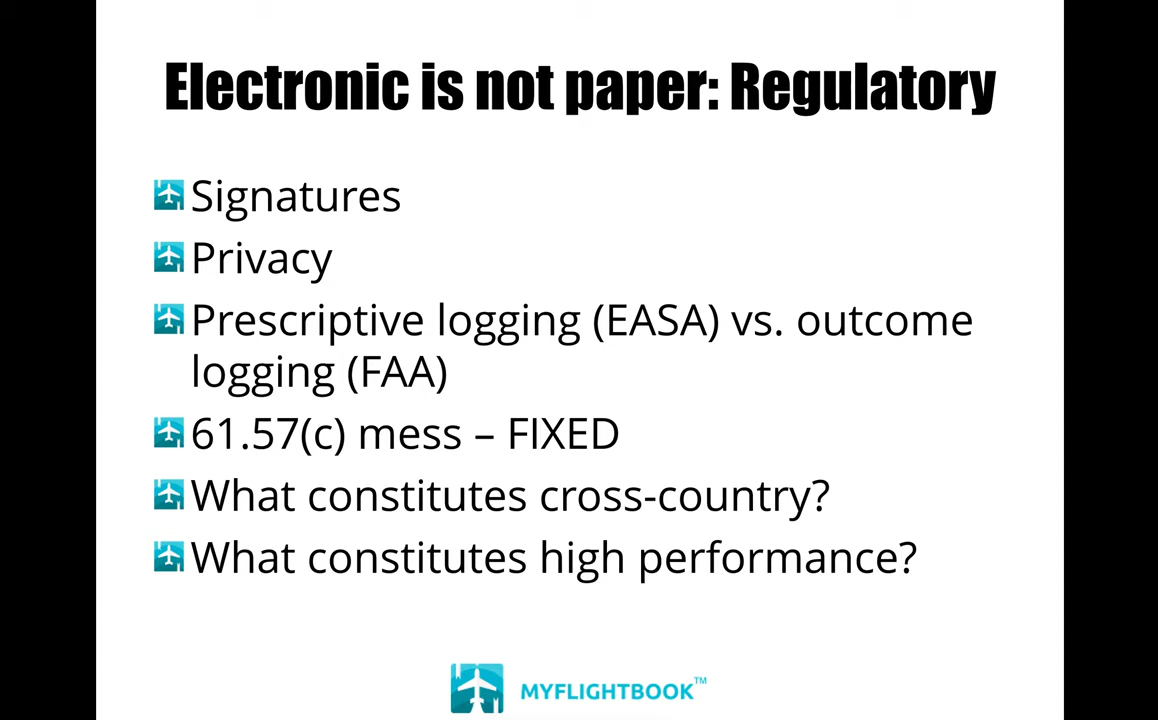 Electronic is not paper: Regulatory
Signatures
Privacy
Prescriptive logging (EASA) vs. outcome
logging (FAA)
61.57(c) mess – FIXED
What constitutes cross-country?
What constitutes high performance?
MYFLIGHTBOOK™